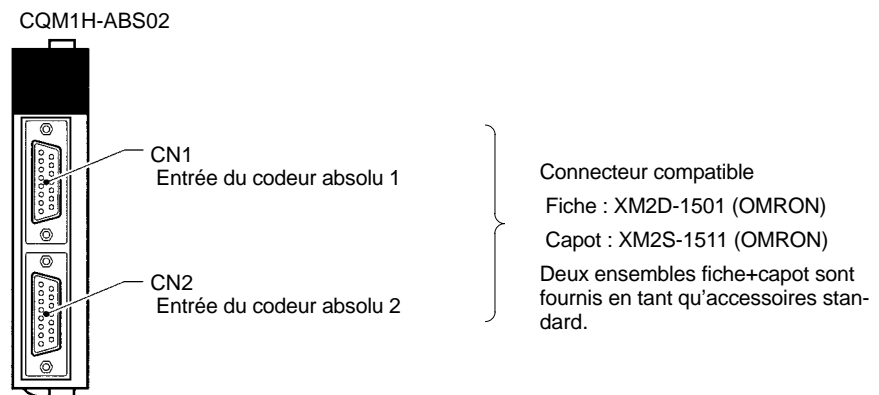 CQM1H-ABS02
CN1
Entrée du codeur absolu 1
CN2
Entrée du codeur absolu 2
Connecteur compatible
Fiche : XM2D-1501 (OMRON)
Capot : XM2S-1511 (OMRON)
Deux ensembles fiche+capot sont
fournis en tant qu'accessoires stan-
dard.